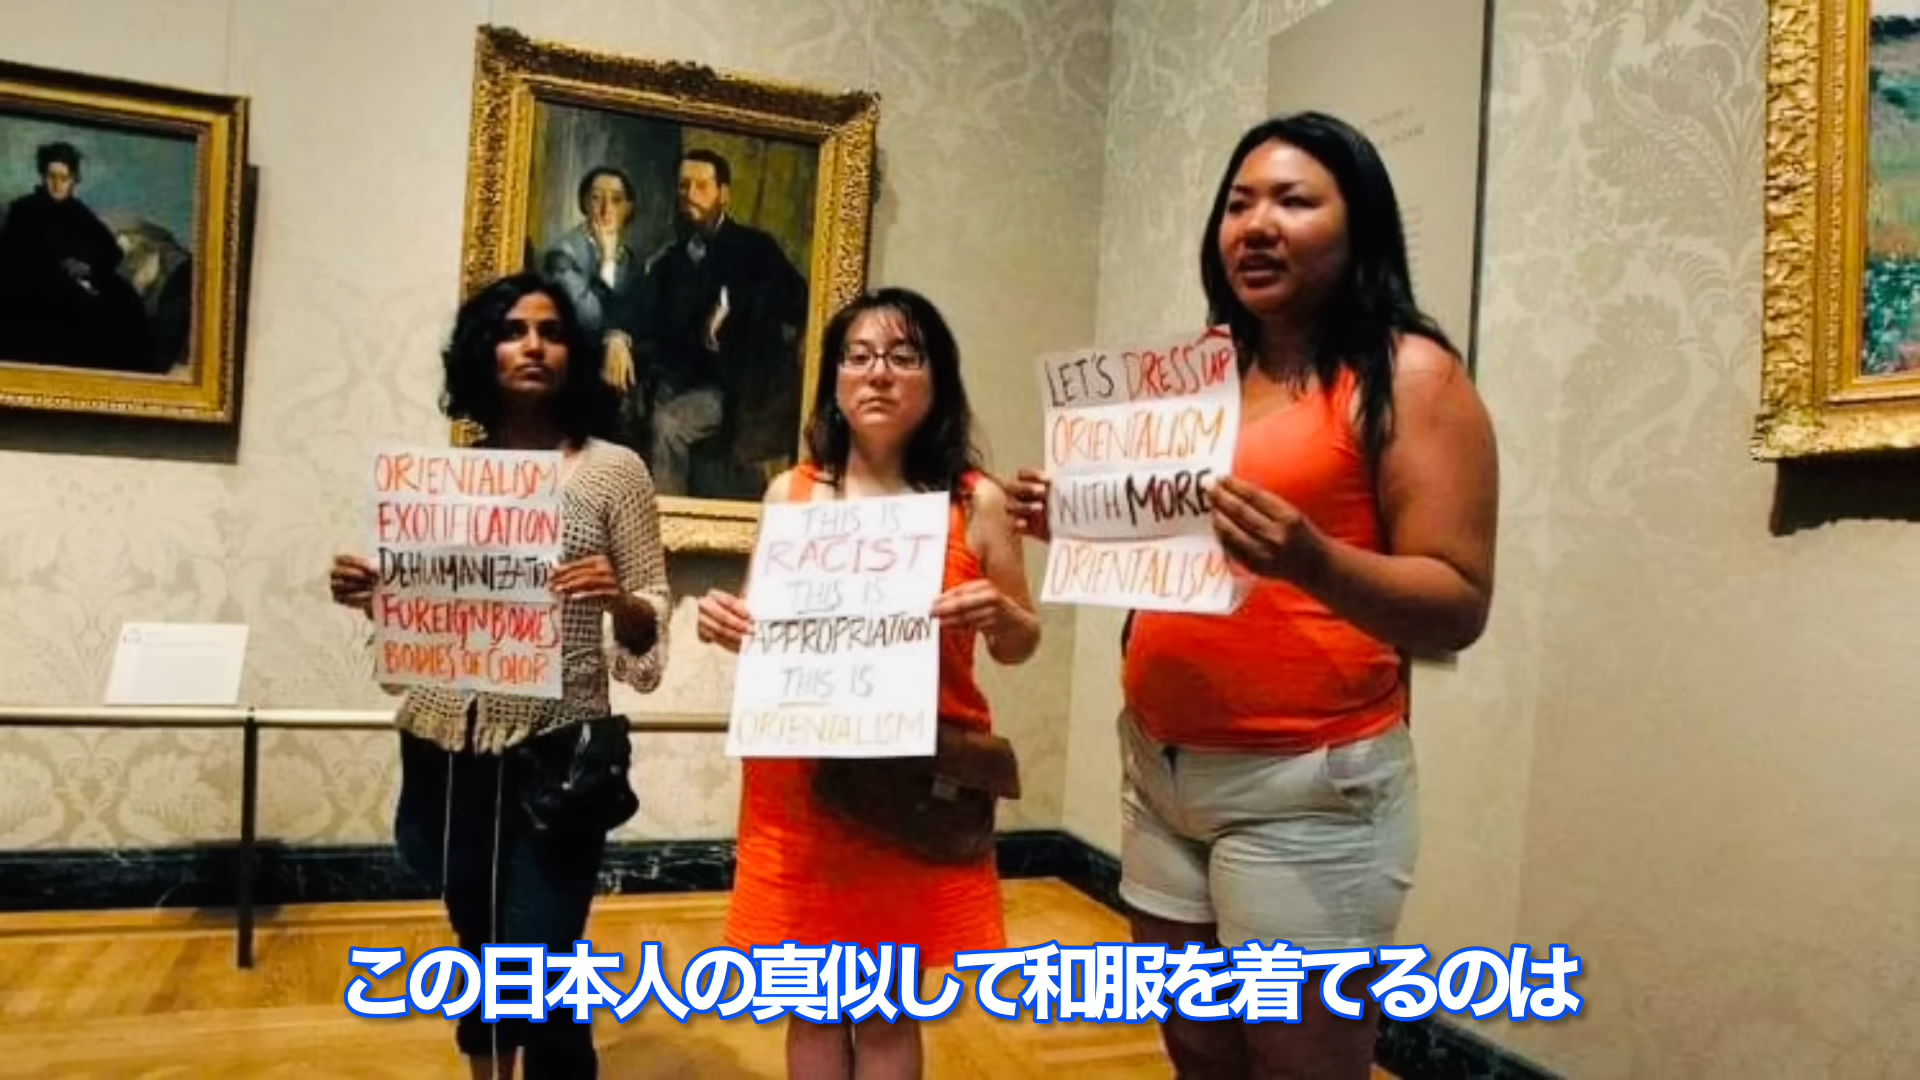 ORIENTALISM
EXOTIFICATION
DEHUMANIZATION
FOREIGN BODIES
BODIES OF COLOR
THIS IS
RACIST
THIS IS
APPROPRIATION
THIS IS
ORIENTALISM
LET'S DRESS UP
ORIENTALISM
WITH MORE
ORIENTALISM
この日本人の真似して和服を着てるのは